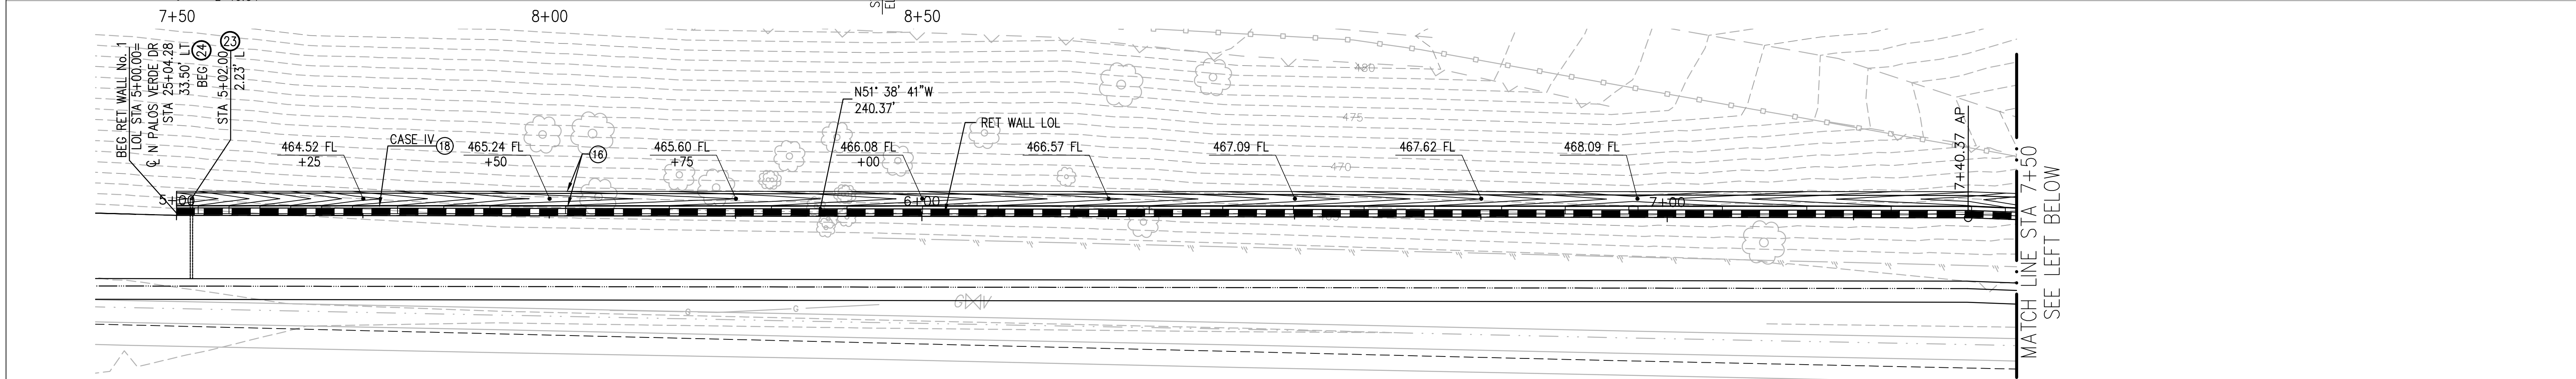 7+50
8+00
8+50
BEG RET WALL No. 1
LOL STA 5+00.00=
℄ N PALOS VERDE DR
STA 25+04.28
33.50' LT
BEG 24
23
STA 5+02.00
2.23' L
N51° 38' 41"W
240.37'
RET WALL LOL
480
475
470
464.52 FL
+25
CASE IV 18
465.24 FL
+50
16
465.60 FL
+75
466.08 FL
+00
466.57 FL
467.09 FL
467.62 FL
468.09 FL
7+40.37 AP
5+00
6+00
7+00
G
G
MATCH LINE STA 7+50
SEE LEFT BELOW